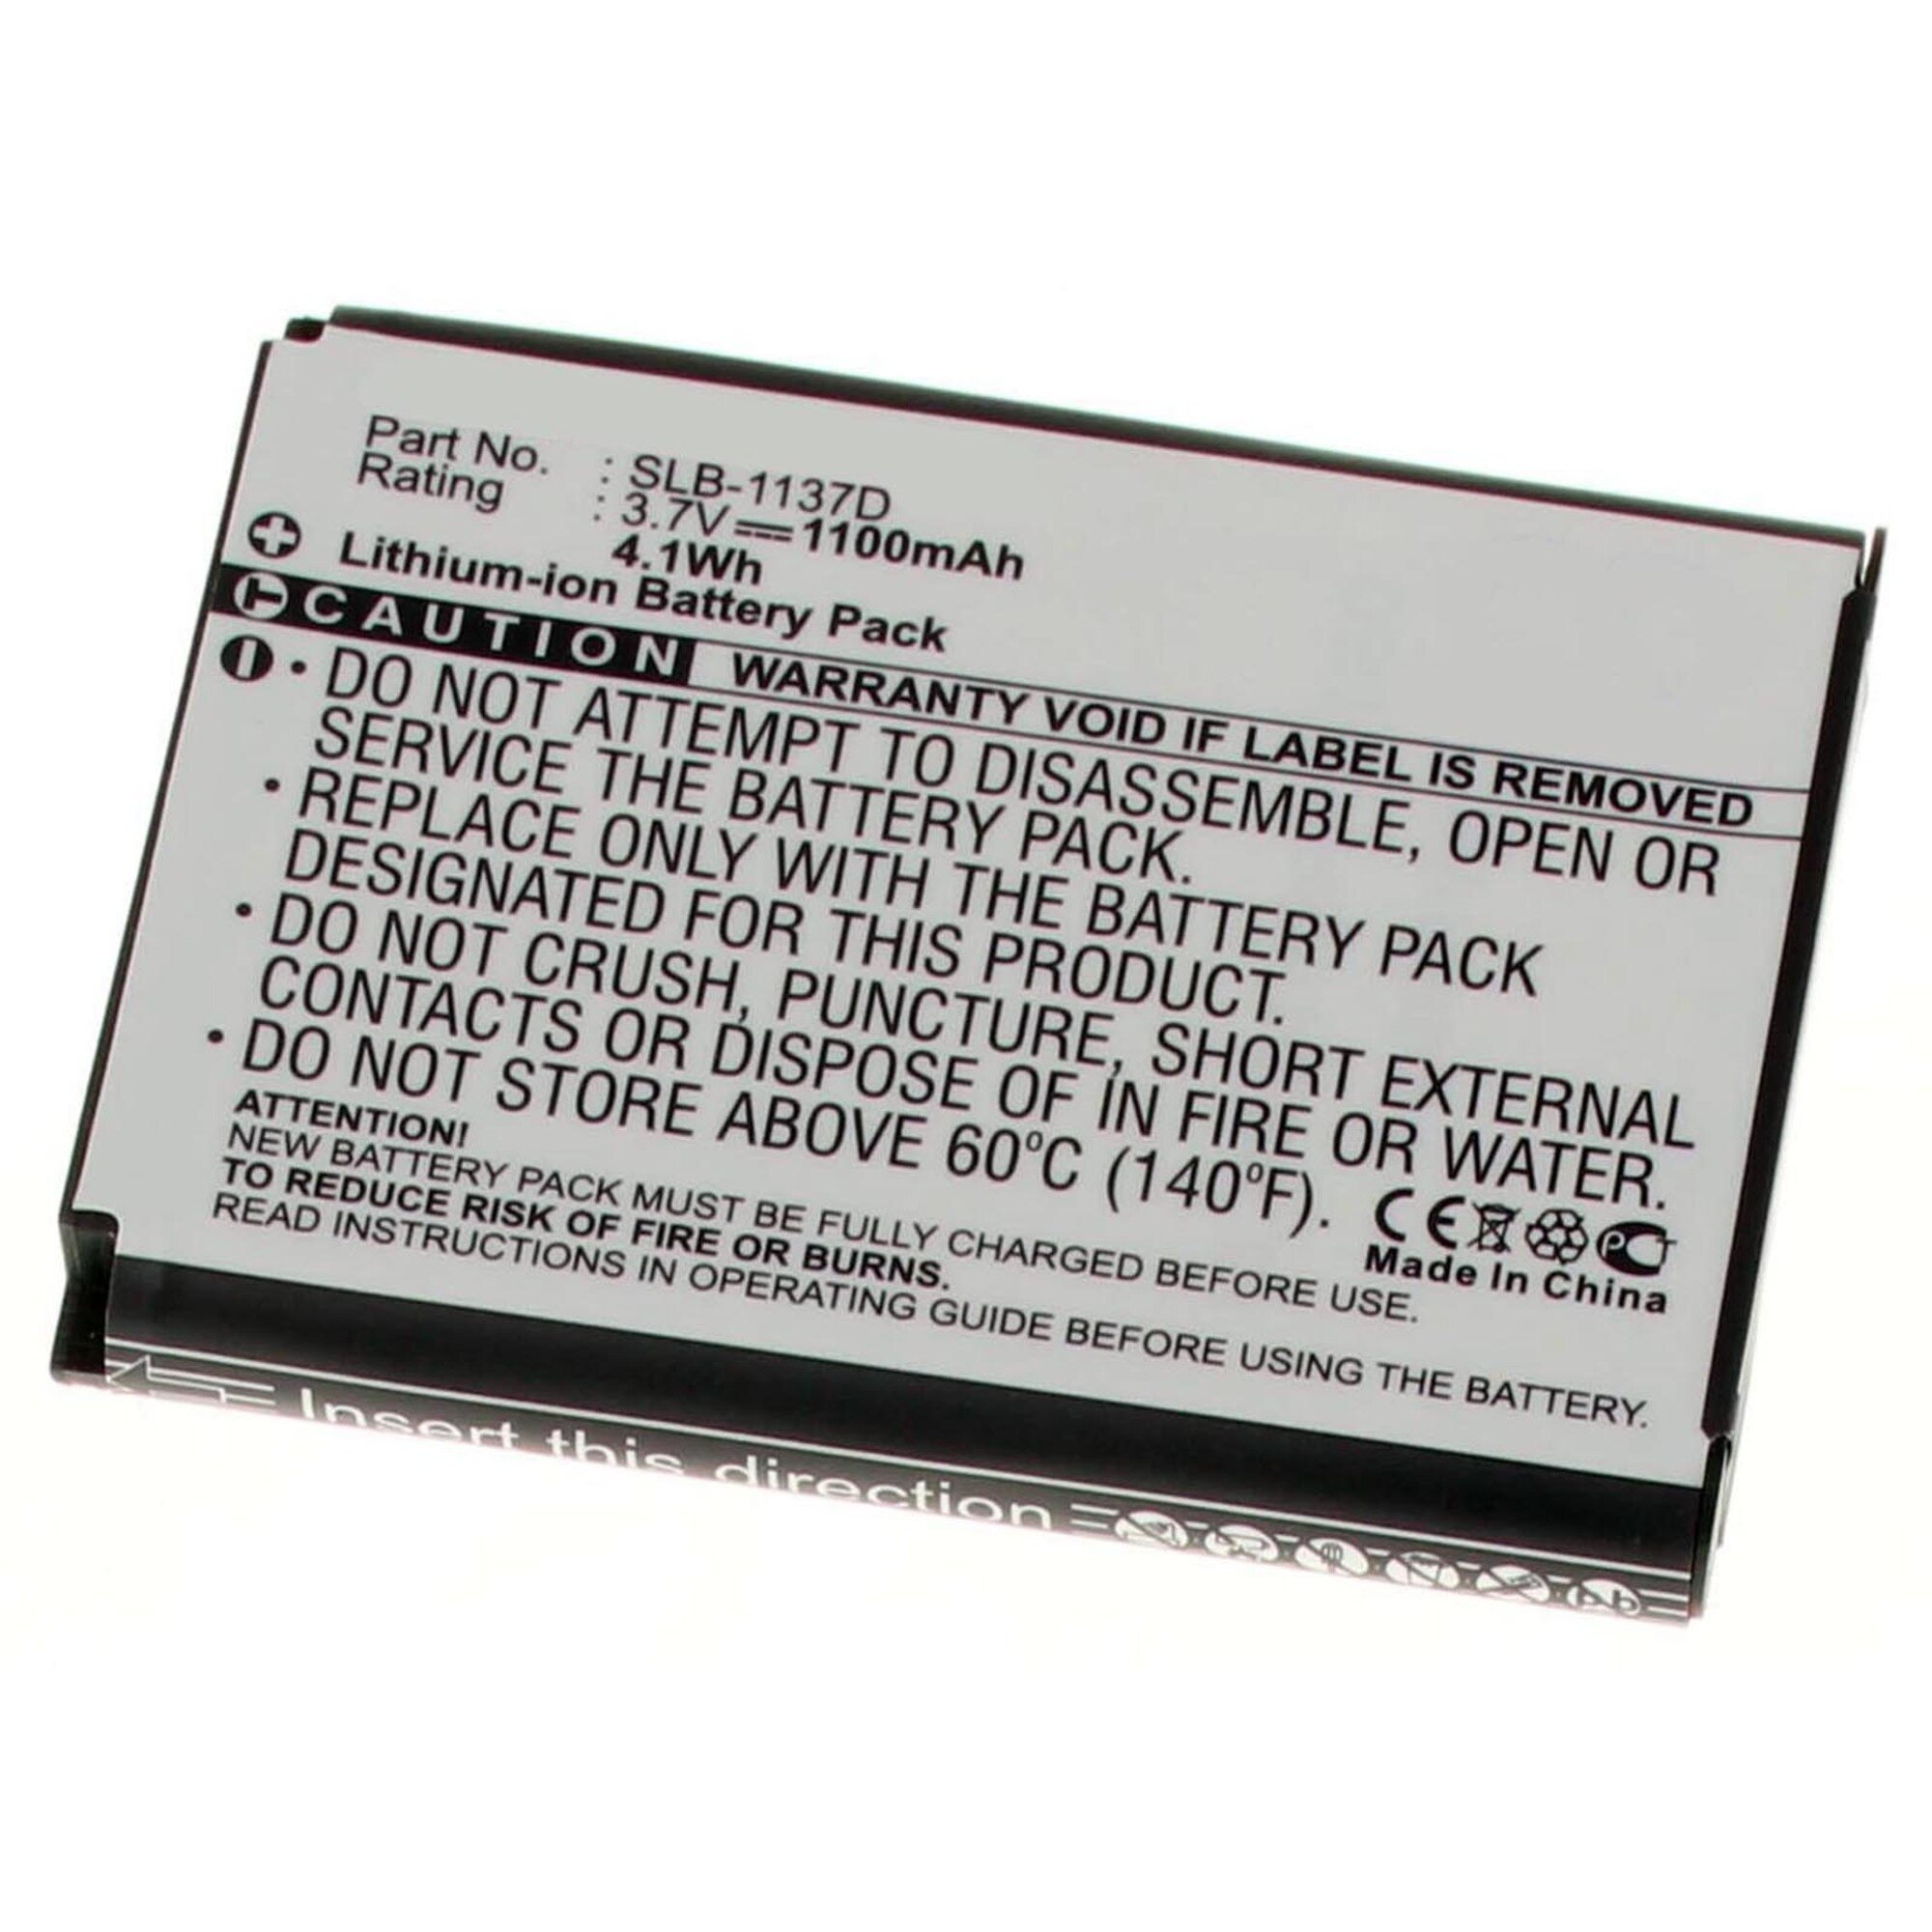 Part No. : SLB-1137D
Rating : 3.7V 1100mAh
4.1Wh
Lithium-ion Battery Pack
CAUTION WARRANTY VOID IF LABEL IS REMOVED
• DO NOT ATTEMPT TO DISASSEMBLE, OPEN OR
SERVICE THE BATTERY PACK.
• REPLACE ONLY WITH THE BATTERY PACK
DESIGNATED FOR THIS PRODUCT.
• DO NOT CRUSH, PUNCTURE, SHORT EXTERNAL
CONTACTS OR DISPOSE OF IN FIRE OR WATER.
• DO NOT STORE ABOVE 60°C (140°F).
ATTENTION!
NEW BATTERY PACK MUST BE FULLY CHARGED BEFORE USE.
TO REDUCE RISK OF FIRE OR BURNS.
READ INSTRUCTIONS IN OPERATING GUIDE BEFORE USING THE BATTERY.
CE PCT
Made In China
Insert this direction